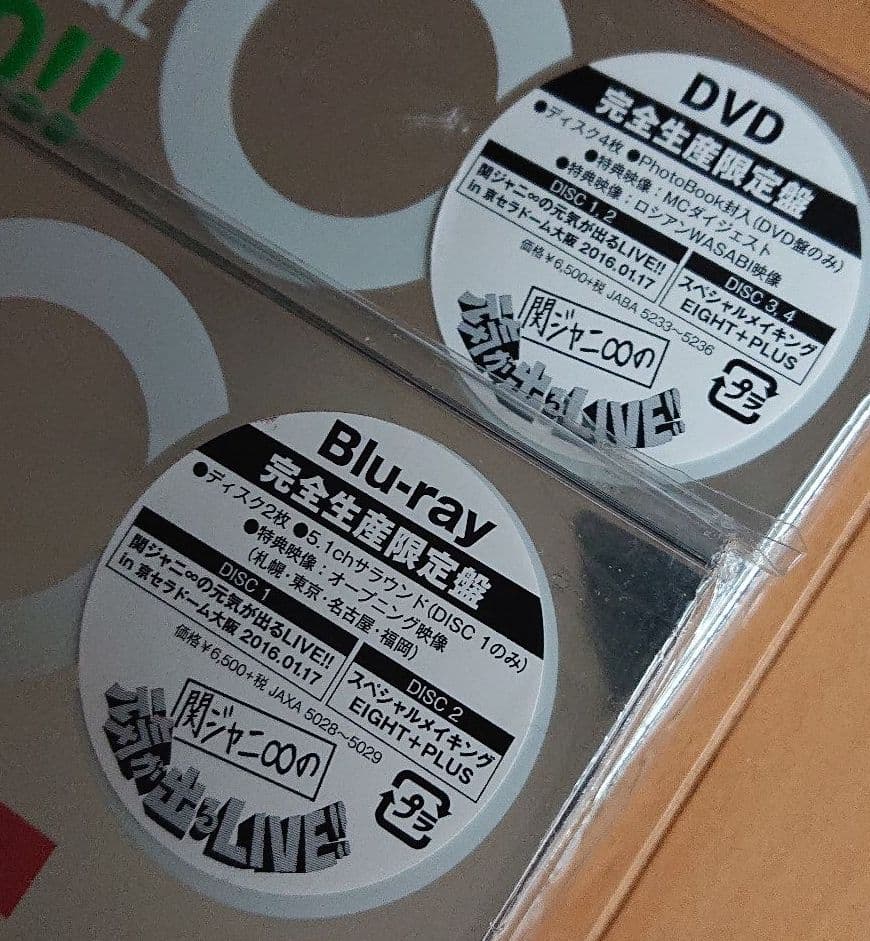 AL
!!
DVD
完全生産限定盤
●ディスク4枚 ●PhotoBook封入(DVD盤のみ)
●特典映像：MCダイジェスト
●特典映像：ロシアンWASABI映像
DISC 1, 2
関ジャニ∞の元気が出るLIVE!!
in 京セラドーム大阪 2016.01.17
DISC 3, 4
スペシャルメイキング
EIGHT+PLUS
価格￥6,500+税 JABA 5233〜5236
関ジャニ∞の
元気が出るLIVE!!
プラ
Blu-ray
完全生産限定盤
●ディスク2枚 ●5.1chサラウンド(DISC 1のみ)
●特典映像：オープニング映像
(札幌・東京・名古屋・福岡)
DISC 1
関ジャニ∞の元気が出るLIVE!!
in 京セラドーム大阪 2016.01.17
DISC 2
スペシャルメイキング
EIGHT+PLUS
価格￥6,500+税 JAXA 5028〜5029
関ジャニ∞の
元気が出るLIVE!!
プラ